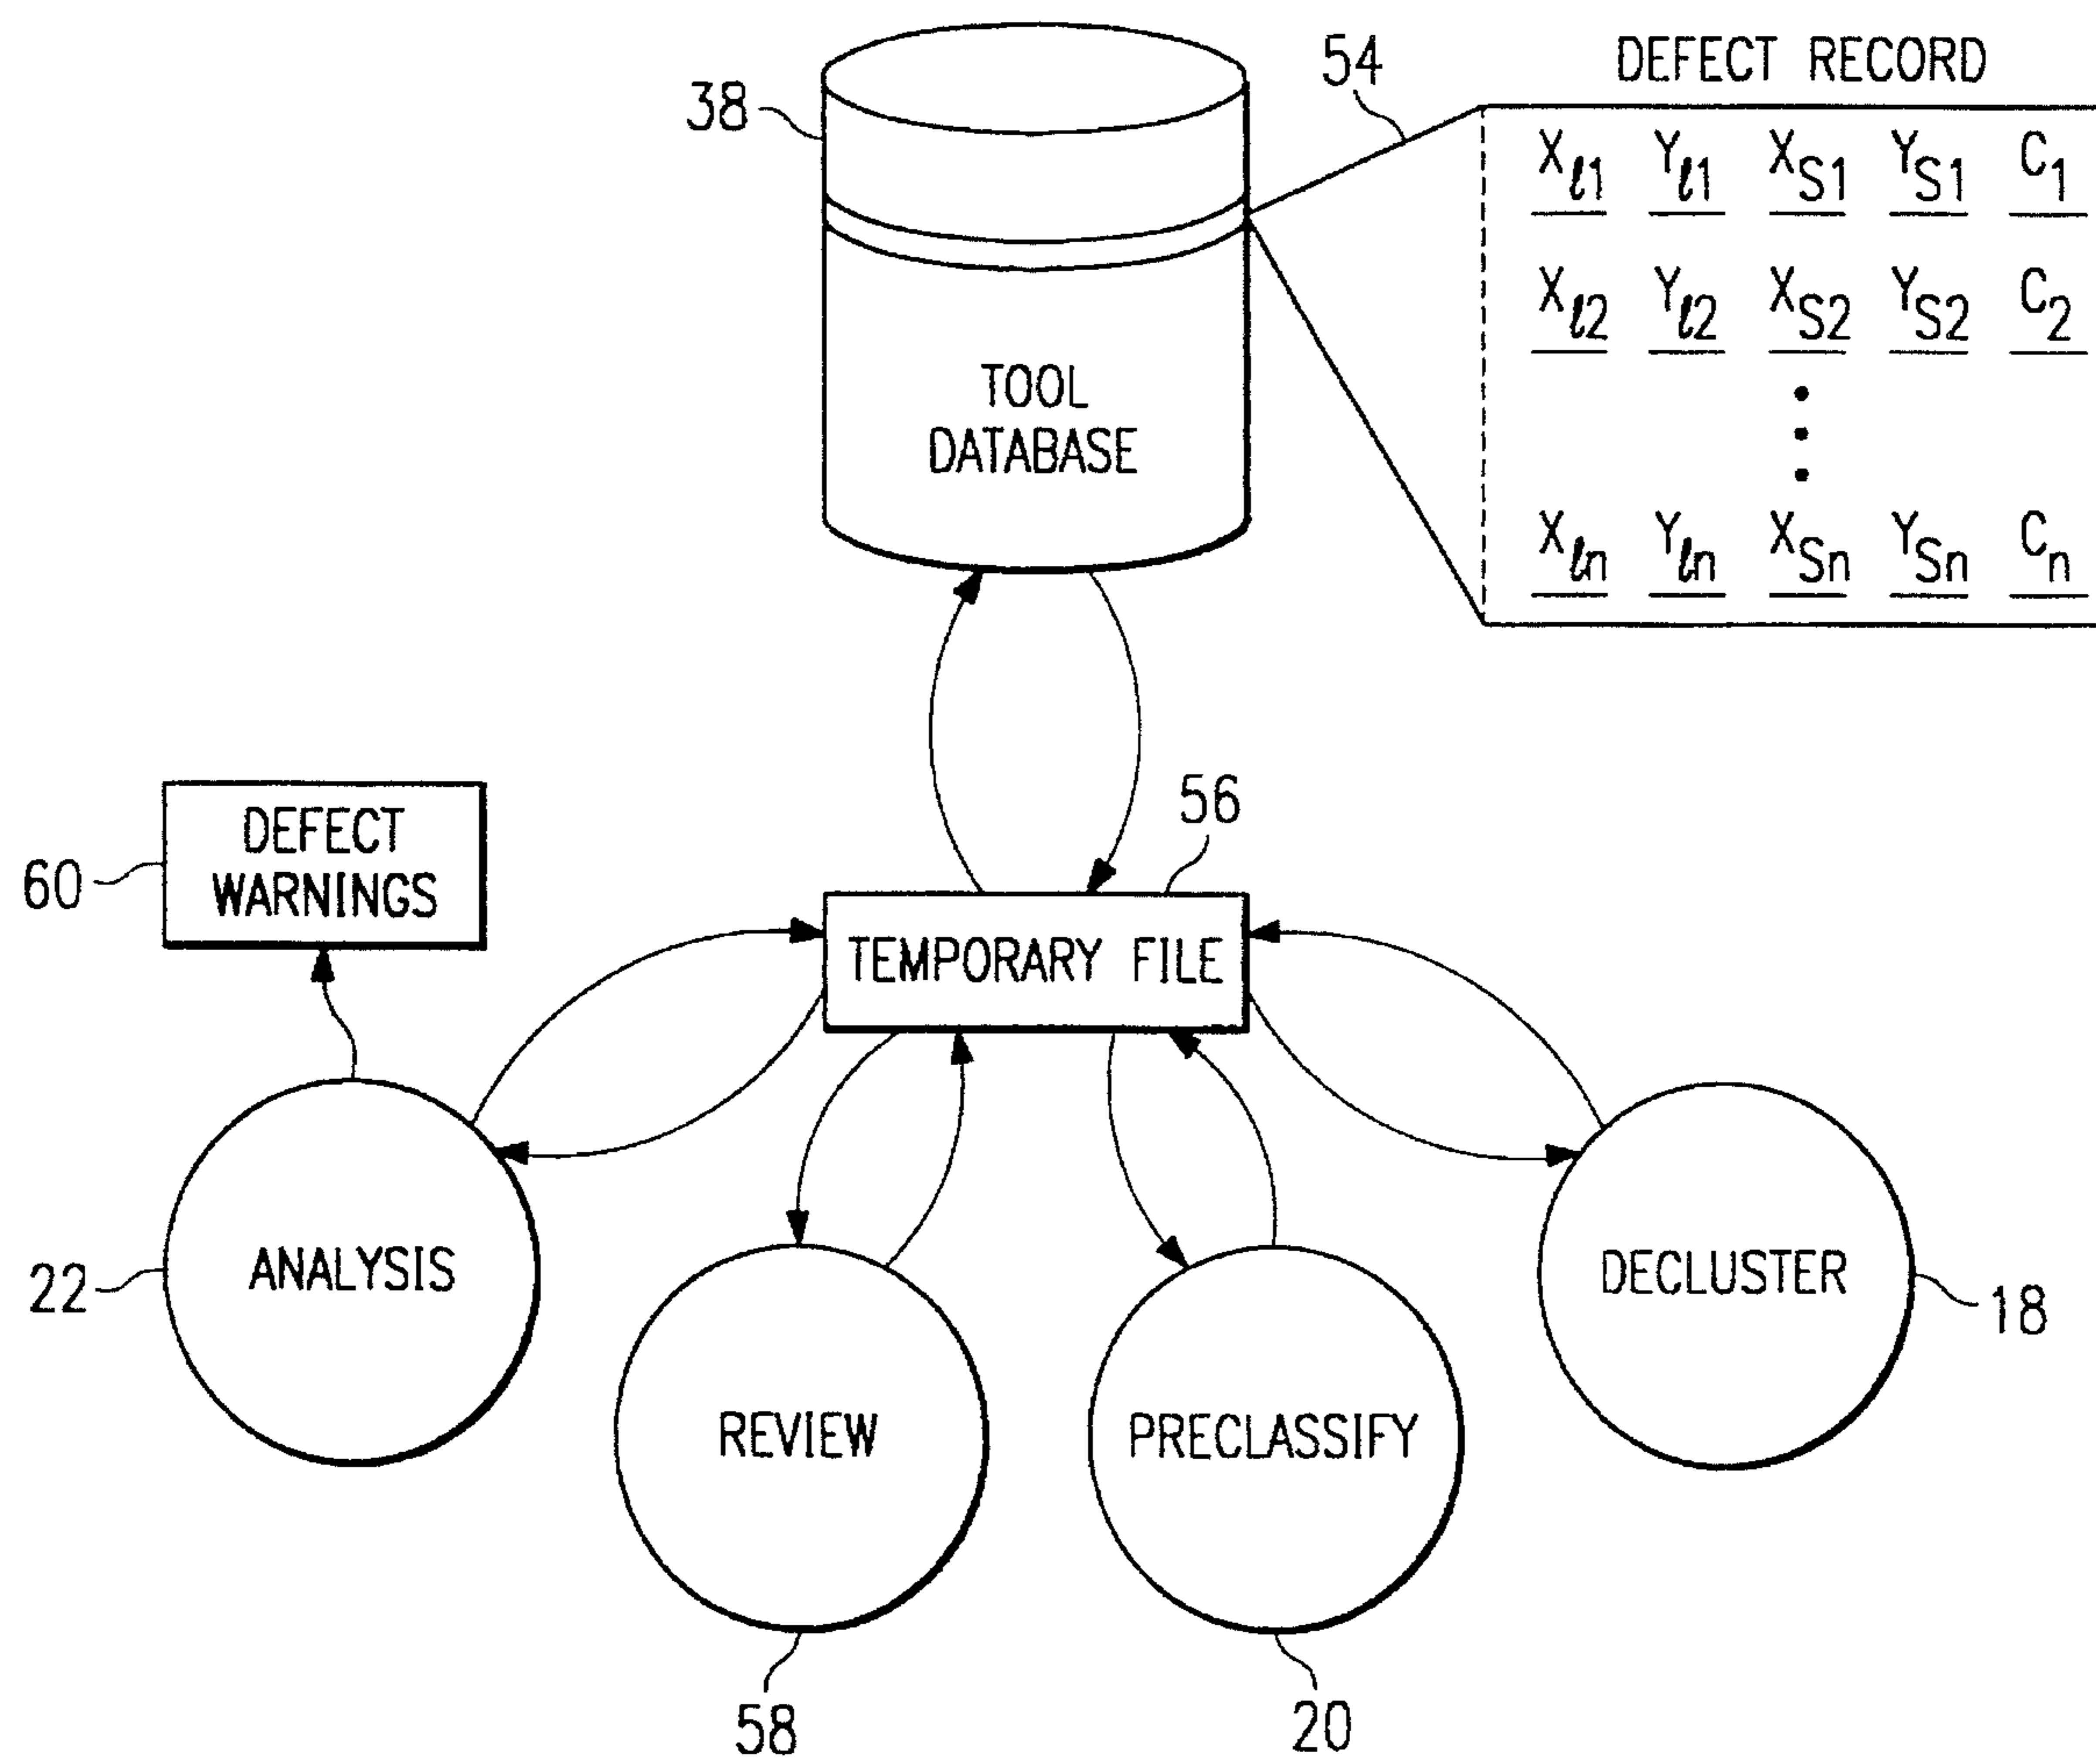 54
DEFECT RECORD
38
Xℓ1 Yℓ1 XS1 YS1 C1
Xℓ2 Yℓ2 XS2 YS2 C2
TOOL
DATABASE
Xℓn Yℓn XSn YSn Cn
56
DEFECT
WARNINGS
60
TEMPORARY FILE
22
ANALYSIS
DECLUSTER
18
REVIEW
PRECLASSIFY
58
20